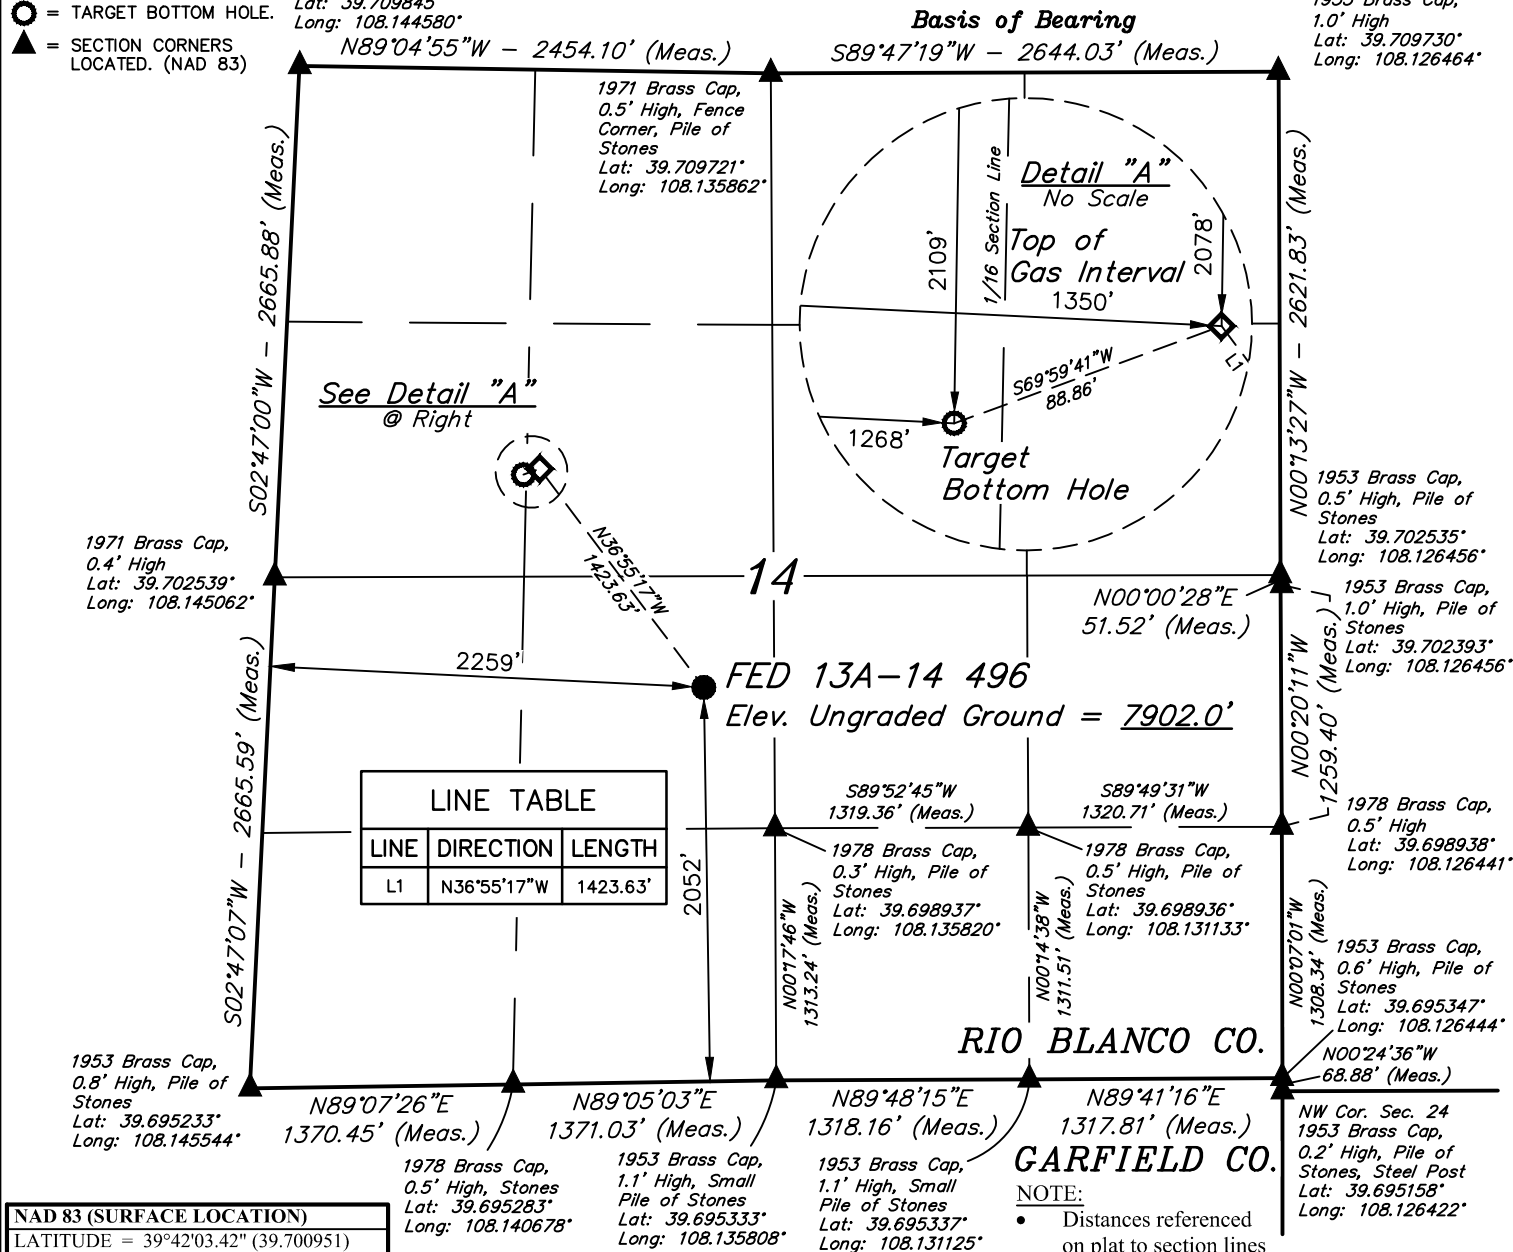 = TARGET BOTTOM HOLE.
= SECTION CORNERS
LOCATED. (NAD 83)
Lat: 39.709845°
Long: 108.144580°
N89°04'55"W - 2454.10' (Meas.)
Basis of Bearing
S89°47'19"W - 2644.03' (Meas.)
1953 Brass Cap,
1.0' High
Lat: 39.709730°
Long: 108.126464°
1971 Brass Cap,
0.5' High, Fence
Corner, Pile of
Stones
Lat: 39.709721°
Long: 108.135862°
S02°47'00"W - 2665.88' (Meas.)
Detail "A"
No Scale
1/16 Section Line
2109'
2078'
Top of
Gas Interval
1350'
L1
S69°59'41"W
88.86'
1268'
Target
Bottom Hole
N00°13'27"W - 2621.83' (Meas.)
See Detail "A"
@ Right
1953 Brass Cap,
0.5' High, Pile of
Stones
Lat: 39.702535°
Long: 108.126456°
1971 Brass Cap,
0.4' High
Lat: 39.702539°
Long: 108.145062°
N36°55'17"W
1423.63'
14
N00°00'28"E
51.52' (Meas.)
1953 Brass Cap,
1.0' High, Pile of
Stones
Lat: 39.702393°
Long: 108.126456°
2259'
FED 13A-14 496
Elev. Ungraded Ground = 7902.0'
N00°20'11"W
1259.40' (Meas.)
S02°47'07"W - 2665.59' (Meas.)
LINE TABLE
LINE DIRECTION LENGTH
L1 N36°55'17"W 1423.63'
2052'
S89°52'45"W
1319.36' (Meas.)
S89°49'31"W
1320.71' (Meas.)
1978 Brass Cap,
0.5' High
Lat: 39.698938°
Long: 108.126441°
1978 Brass Cap,
0.3' High, Pile of
Stones
Lat: 39.698937°
Long: 108.135820°
1978 Brass Cap,
0.5' High, Pile of
Stones
Lat: 39.698936°
Long: 108.131133°
N00°17'46"W
1313.24' (Meas.)
N00°14'38"W
1311.51' (Meas.)
N00°07'01"W
1308.34' (Meas.)
1953 Brass Cap,
0.6' High, Pile of
Stones
Lat: 39.695347°
Long: 108.126444°
RIO BLANCO CO.
N00°24'36"W
68.88' (Meas.)
1953 Brass Cap,
0.8' High, Pile of
Stones
Lat: 39.695233°
Long: 108.145544°
N89°07'26"E
1370.45' (Meas.)
N89°05'03"E
1371.03' (Meas.)
N89°48'15"E
1318.16' (Meas.)
N89°41'16"E
1317.81' (Meas.)
NW Cor. Sec. 24
1953 Brass Cap,
0.2' High, Pile of
Stones, Steel Post
Lat: 39.695158°
Long: 108.126422°
1978 Brass Cap,
0.5' High, Stones
Lat: 39.695283°
Long: 108.140678°
1953 Brass Cap,
1.1' High, Small
Pile of Stones
Lat: 39.695333°
Long: 108.135808°
1953 Brass Cap,
1.1' High, Small
Pile of Stones
Lat: 39.695337°
Long: 108.131125°
GARFIELD CO.
NOTE:
• Distances referenced
on plat to section lines
NAD 83 (SURFACE LOCATION)
LATITUDE = 39°42'03.42" (39.700951)